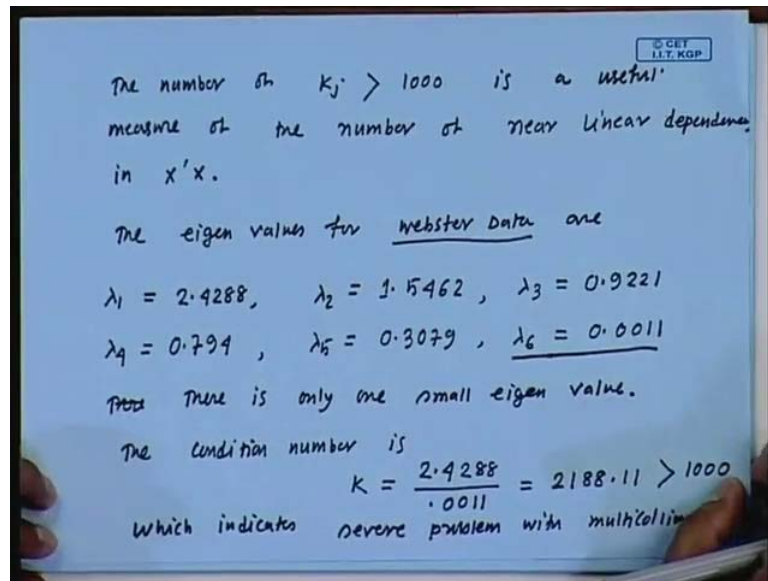 © CET
I.I.T. KGP
The number of Kj > 1000 is a useful
measure of the number of near linear dependence
in x'x.
The eigen values for webster Data are
λ1 = 2.4288, λ2 = 1.5462, λ3 = 0.9221
λ4 = 0.794, λ5 = 0.3079, λ6 = 0.0011
There is only one small eigen value.
The condition number is
K = 2.4288 / .0011 = 2188.11 > 1000
Which indicates severe problem with multicollin